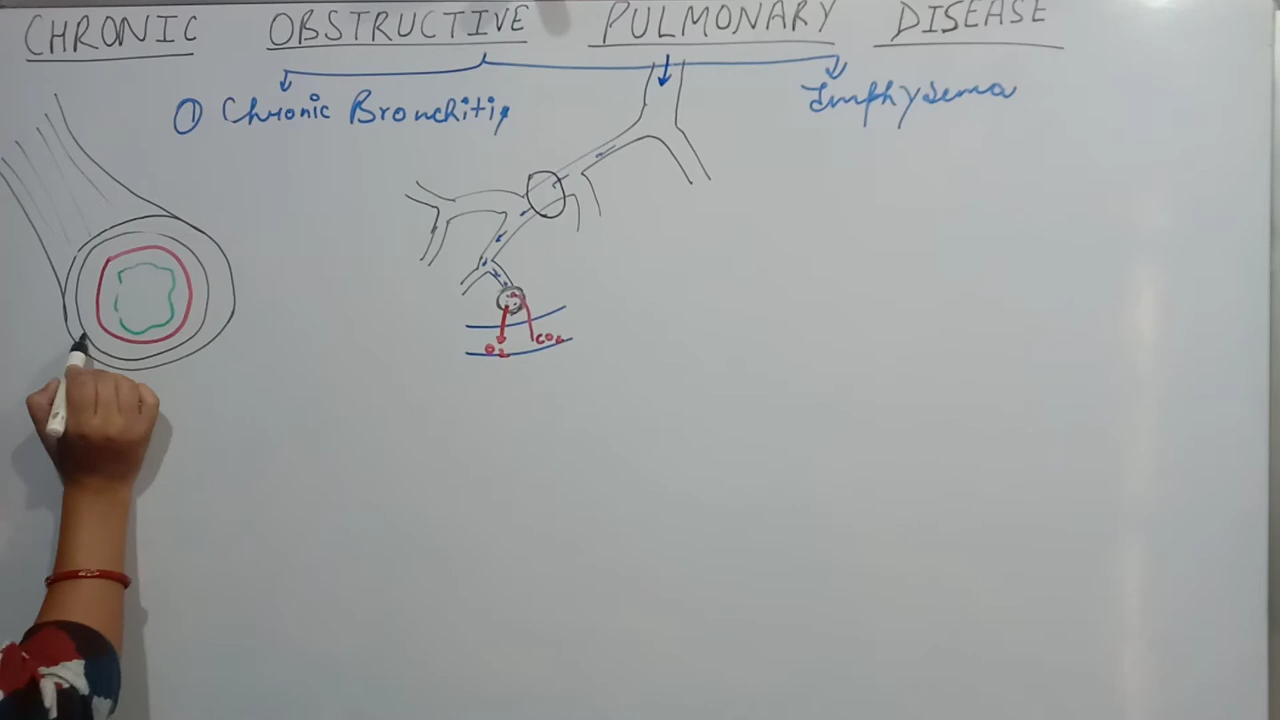 CHRONIC OBSTRUCTIVE PULMONARY DISEASE
① Chronic Bronchitis Emphysema
O₂ CO₂